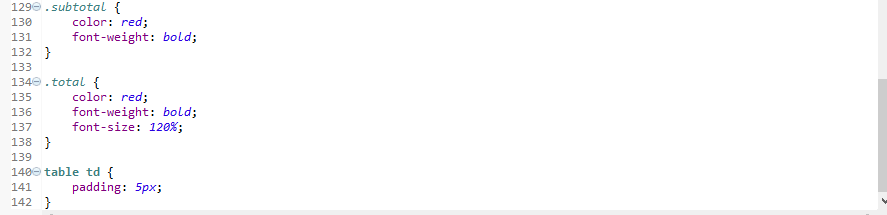 129 .subtotal {
130     color: red;
131     font-weight: bold;
132 }
133
134 .total {
135     color: red;
136     font-weight: bold;
137     font-size: 120%;
138 }
139
140 table td {
141     padding: 5px;
142 }